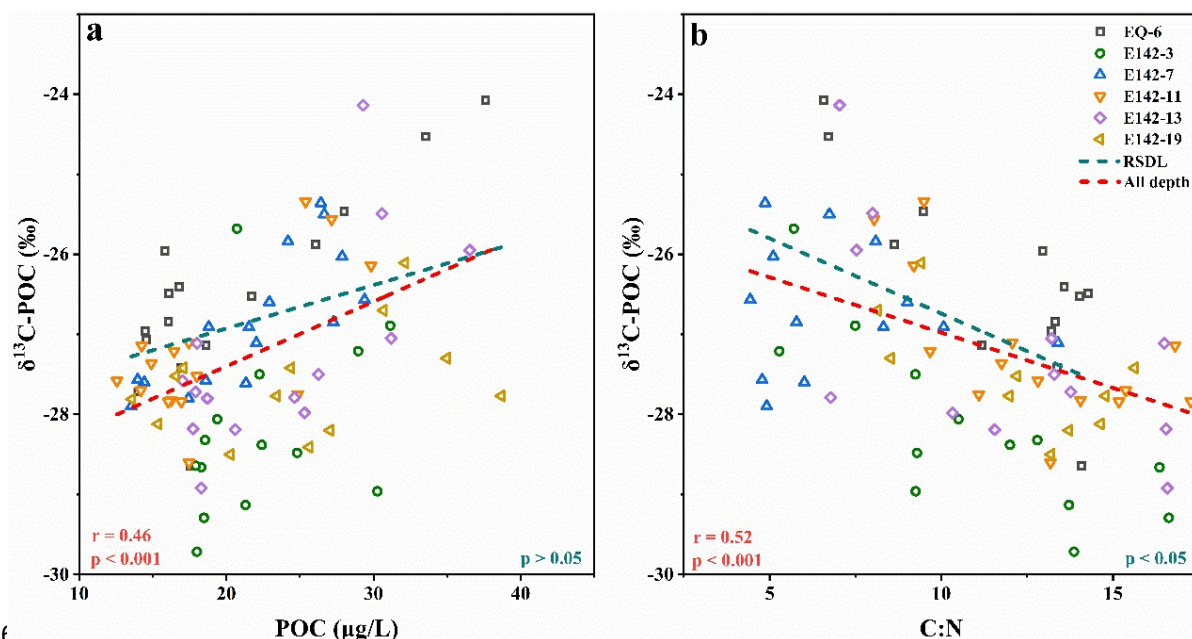 a
b
EQ-6
E142-3
E142-7
E142-11
E142-13
E142-19
RSDL
All depth
-24
-26
-28
-30
δ¹³C-POC (‰)
r = 0.46
p < 0.001
p > 0.05
10
20
30
40
POC (μg/L)
-24
-26
-28
-30
δ¹³C-POC (‰)
r = 0.52
p < 0.001
p < 0.05
5
10
15
C:N